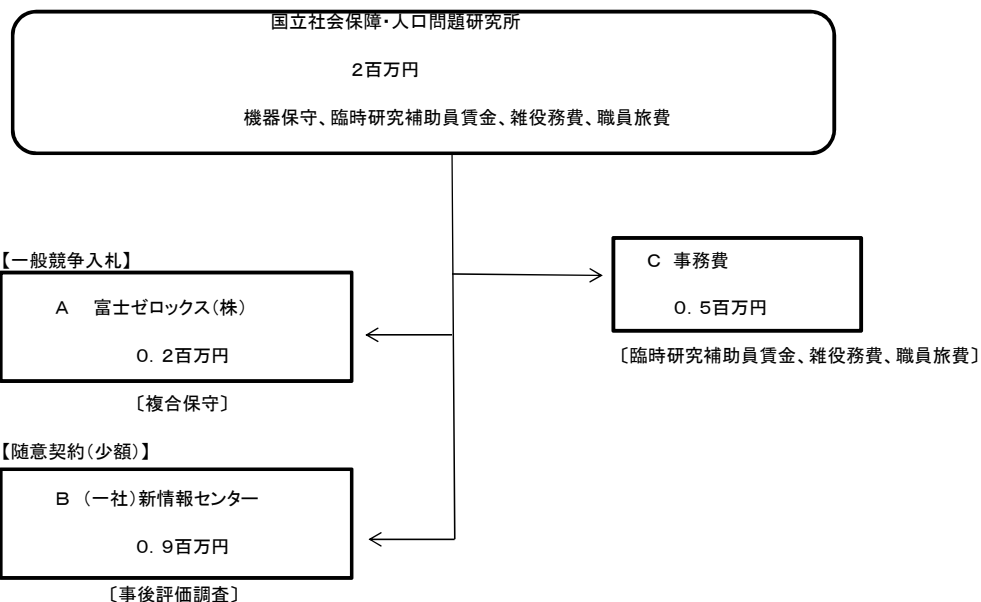 国立社会保障・人口問題研究所
2百万円
機器保守、臨時研究補助員賃金、雑役務費、職員旅費
【一般競争入札】
A 富士ゼロックス(株)
0．2百万円
〔複合保守〕
C 事務費
0．5百万円
〔臨時研究補助員賃金、雑役務費、職員旅費〕
【随意契約(少額)】
B (一社)新情報センター
0．9百万円
〔事後評価調査〕